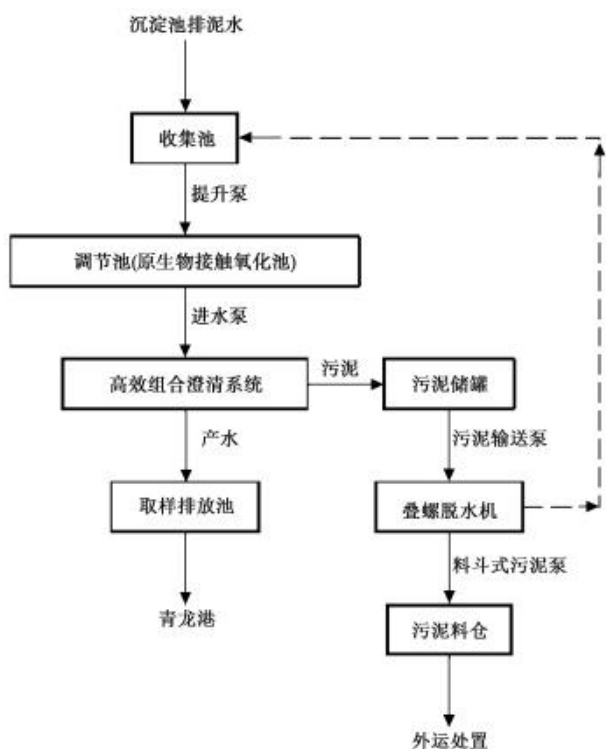 沉淀池排泥水
收集池
提升泵
调节池(原生物接触氧化池)
进水泵
高效组合澄清系统
污泥
污泥储罐
产水
污泥输送泵
取样排放池
叠螺脱水机
料斗式污泥泵
青龙港
污泥料仓
外运处置